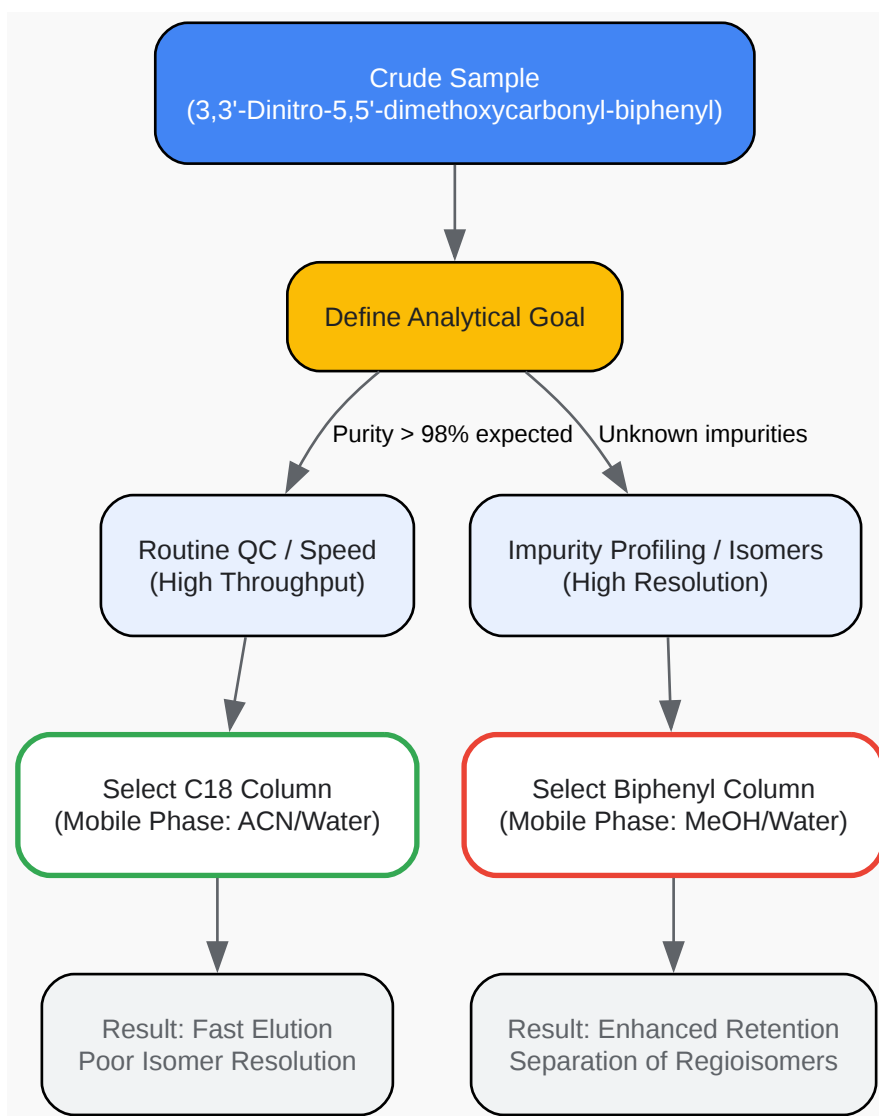 Crude Sample
(3,3'-Dinitro-5,5'-dimethoxycarbonyl-biphenyl)
Define Analytical Goal
Purity > 98% expected
Unknown impurities
Routine QC / Speed
(High Throughput)
Impurity Profiling / Isomers
(High Resolution)
Select C18 Column
(Mobile Phase: ACN/Water)
Select Biphenyl Column
(Mobile Phase: MeOH/Water)
Result: Fast Elution
Poor Isomer Resolution
Result: Enhanced Retention
Separation of Regioisomers